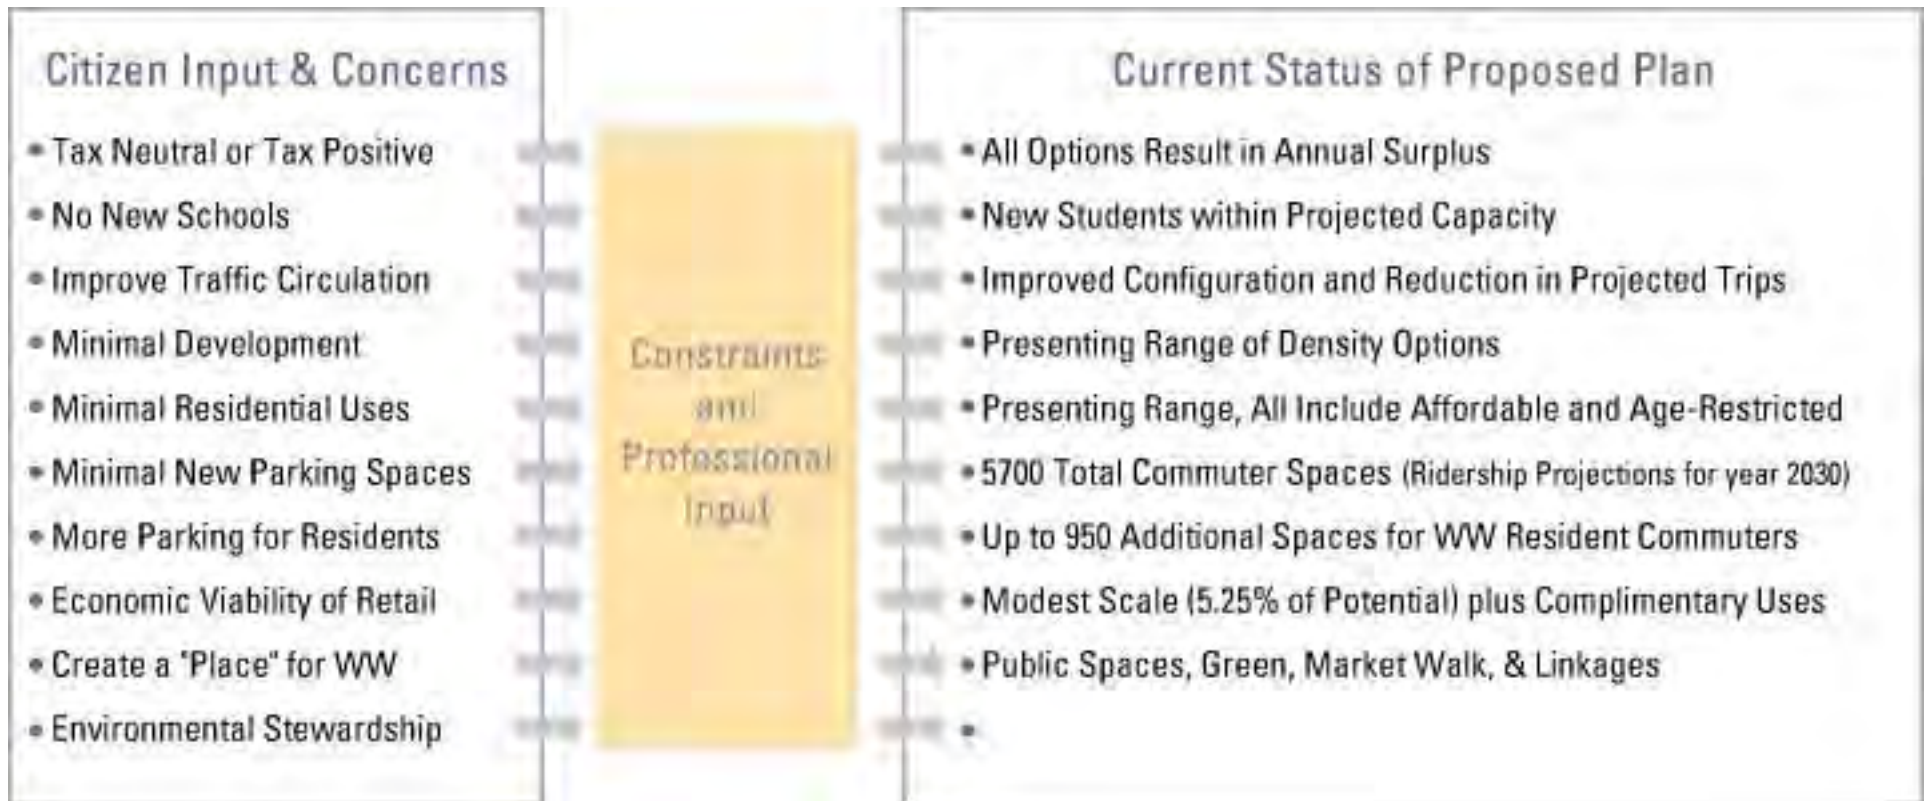 Citizen Input & Concerns
• Tax Neutral or Tax Positive
• No New Schools
• Improve Traffic Circulation
• Minimal Development
• Minimal Residential Uses
• Minimal New Parking Spaces
• More Parking for Residents
• Economic Viability of Retail
• Create a "Place" for WW
• Environmental Stewardship
Constraints
and
Professional
Input
Current Status of Proposed Plan
• All Options Result in Annual Surplus
• New Students within Projected Capacity
• Improved Configuration and Reduction in Projected Trips
• Presenting Range of Density Options
• Presenting Range, All Include Affordable and Age-Restricted
• 5700 Total Commuter Spaces (Ridership Projections for year 2030)
• Up to 950 Additional Spaces for WW Resident Commuters
• Modest Scale (5.25% of Potential) plus Complimentary Uses
• Public Spaces, Green, Market Walk, & Linkages
•